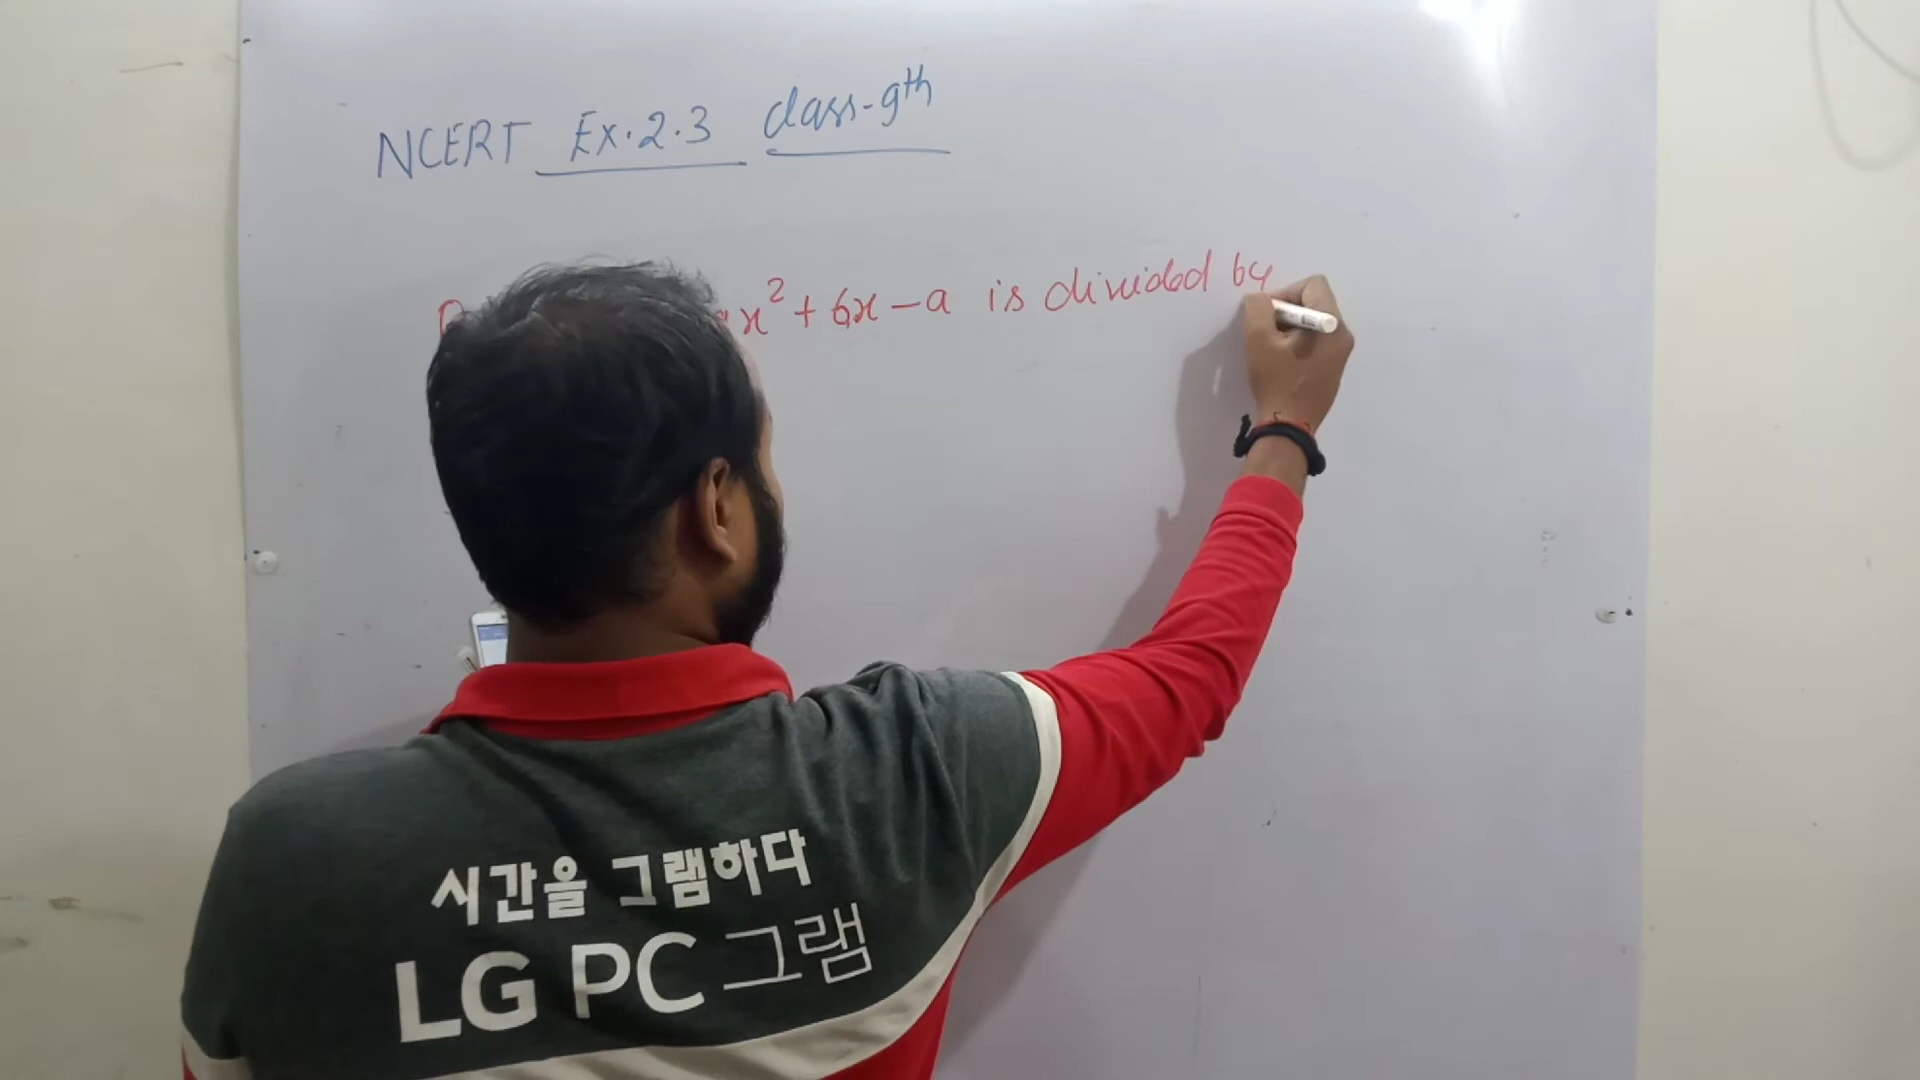 NCERT Ex. 2.3 class-9th
x² + 6x - a is divided by
시간을 그램하다
LG PC 그램